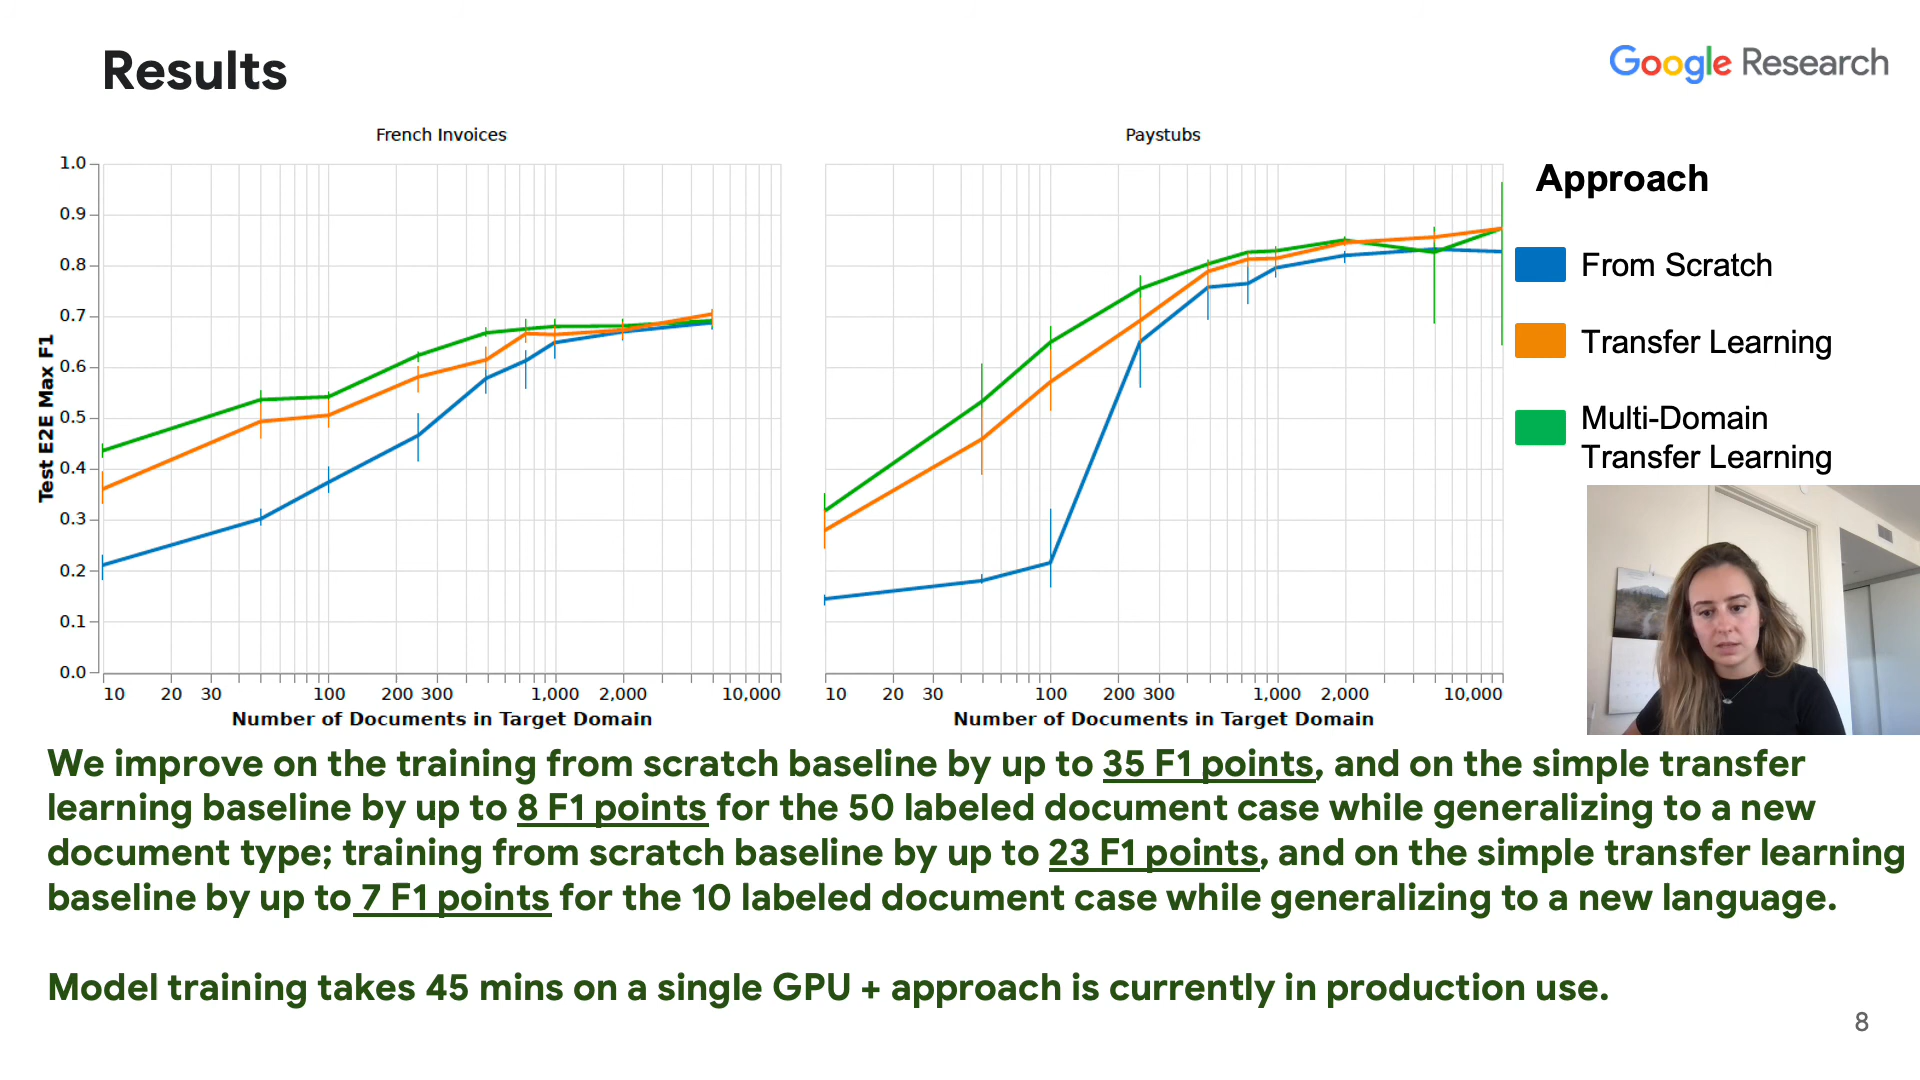 Results
Google Research
French Invoices
Paystubs
1.0
0.9
0.8
0.7
0.6
0.5
0.4
0.3
0.2
0.1
0.0
Test E2E Max F1
10 20 30 100 200 300 1,000 2,000 10,000
Number of Documents in Target Domain
10 20 30 100 200 300 1,000 2,000 10,000
Number of Documents in Target Domain
Approach
From Scratch
Transfer Learning
Multi-Domain
Transfer Learning
We improve on the training from scratch baseline by up to 35 F1 points, and on the simple transfer
learning baseline by up to 8 F1 points for the 50 labeled document case while generalizing to a new
document type; training from scratch baseline by up to 23 F1 points, and on the simple transfer learning
baseline by up to 7 F1 points for the 10 labeled document case while generalizing to a new language.
Model training takes 45 mins on a single GPU + approach is currently in production use.
8